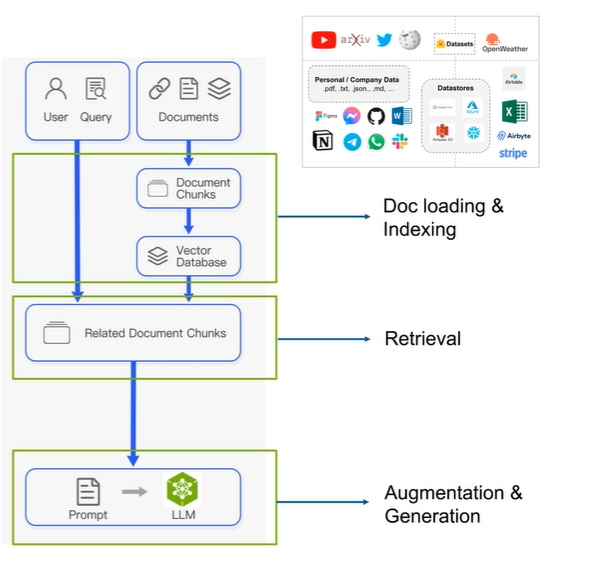 arXiv
Datasets
OpenWeather
Personal / Company Data
.pdf, .txt, .json., .md, ...
Datastores
Airtable
Figma
Azure
Amazon S3
Airbyte
stripe
User Query
Documents
Document
Chunks
Vector
Database
Doc loading &
Indexing
Related Document Chunks
Retrieval
Prompt
LLM
Augmentation &
Generation